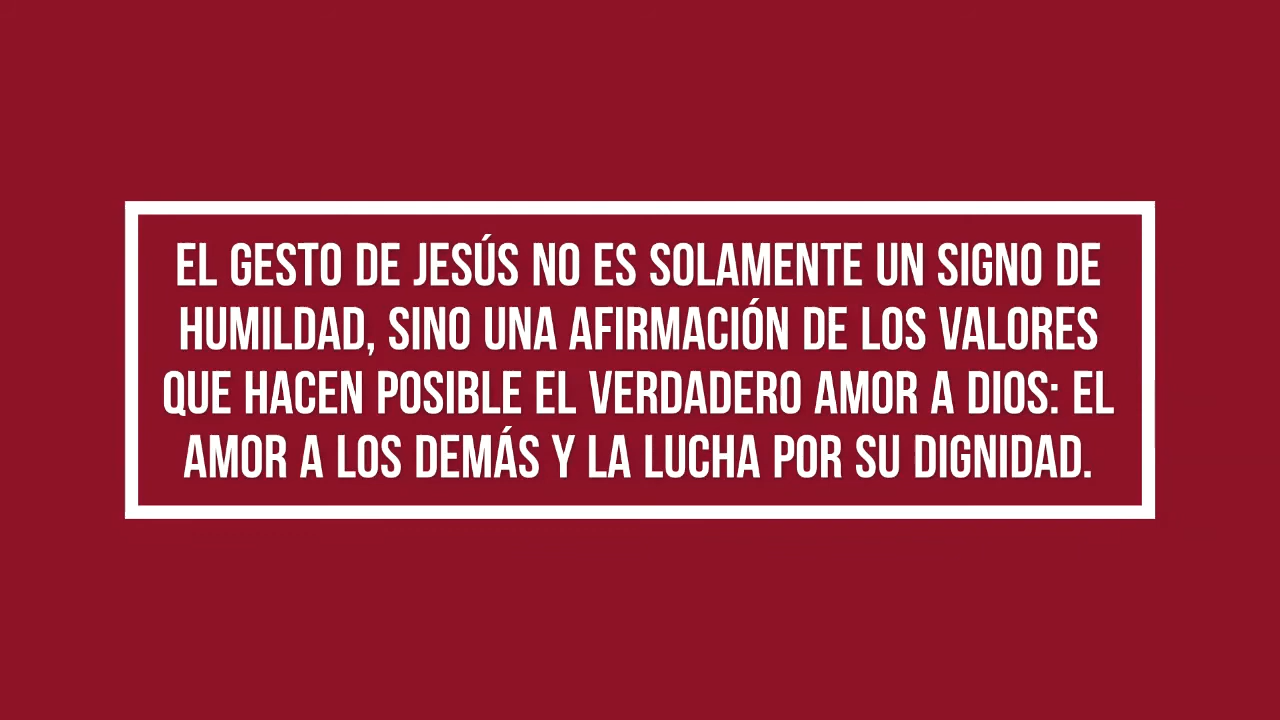 EL GESTO DE JESÚS NO ES SOLAMENTE UN SIGNO DE
HUMILDAD, SINO UNA AFIRMACIÓN DE LOS VALORES
QUE HACEN POSIBLE EL VERDADERO AMOR A DIOS: EL
AMOR A LOS DEMÁS Y LA LUCHA POR SU DIGNIDAD.